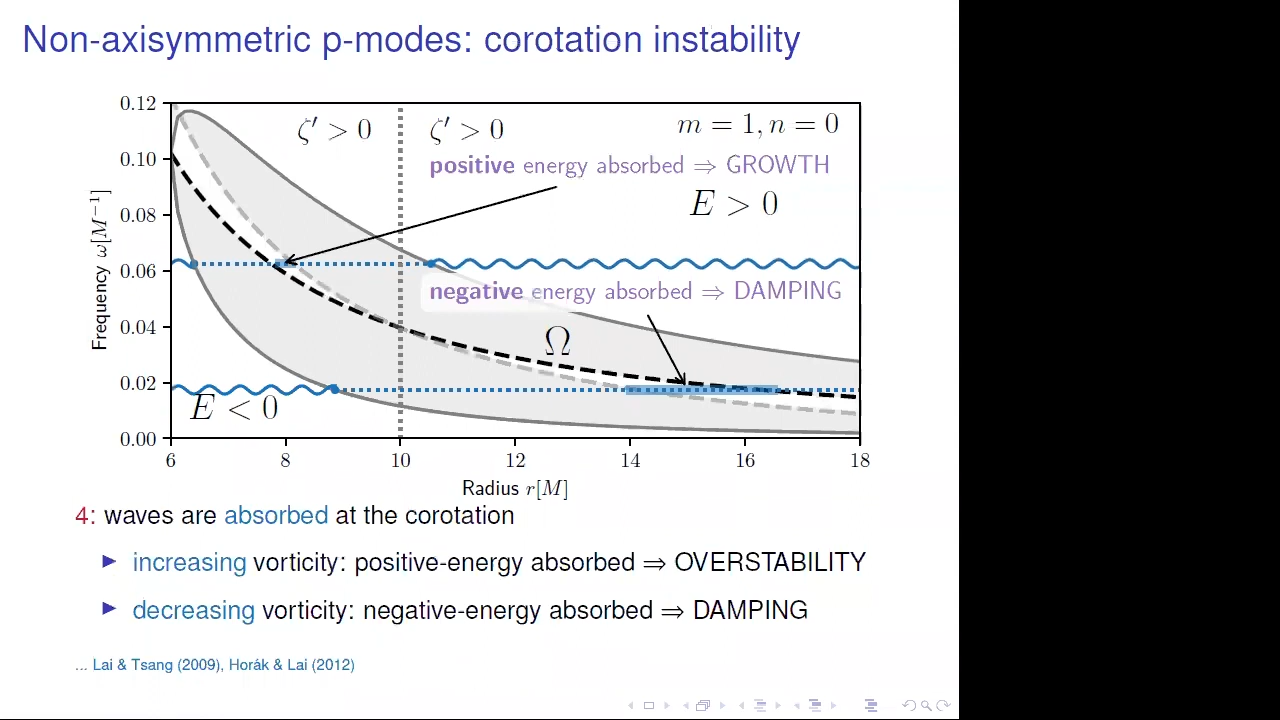 Non-axisymmetric p-modes: corotation instability
0.12
0.10
0.08
0.06
0.04
0.02
0.00
Frequency ω[M⁻¹]
ζ′ > 0
ζ′ > 0
m = 1, n = 0
positive energy absorbed ⇒ GROWTH
E > 0
negative energy absorbed ⇒ DAMPING
Ω
E < 0
6 8 10 12 14 16 18
Radius r[M]
4: waves are absorbed at the corotation
▶ increasing vorticity: positive-energy absorbed ⇒ OVERSTABILITY
▶ decreasing vorticity: negative-energy absorbed ⇒ DAMPING
... Lai & Tsang (2009), Horák & Lai (2012)